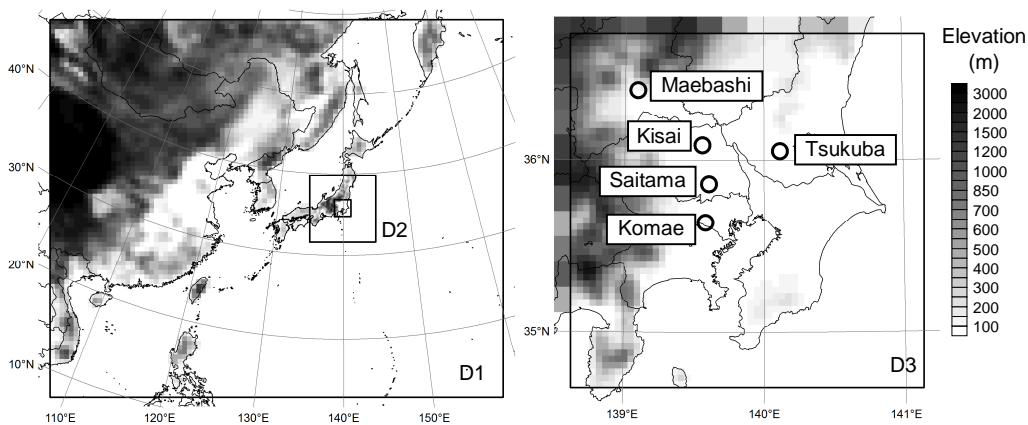 40°N
30°N
20°N
10°N
110°E
120°E
130°E
140°E
150°E
D1
D2
Maebashi
Kisai
Tsukuba
Saitama
Komae
36°N
35°N
139°E
140°E
141°E
D3
Elevation
(m)
3000
2000
1500
1200
1000
850
700
600
500
400
300
200
100